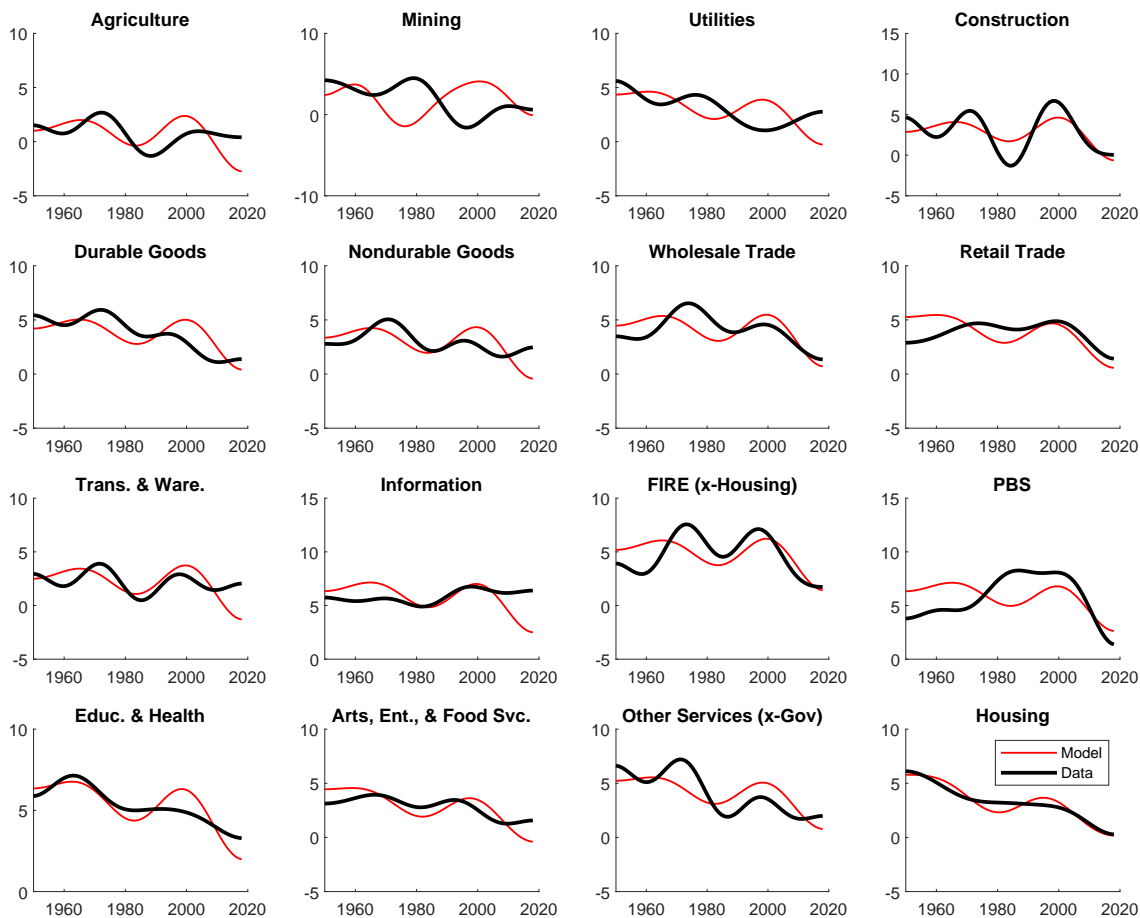 Agriculture
10
5
0
-5
1960 1980 2000 2020
Mining
10
0
-10
1960 1980 2000 2020
Utilities
10
5
0
-5
1960 1980 2000 2020
Construction
15
10
5
0
-5
1960 1980 2000 2020
Durable Goods
10
5
0
-5
1960 1980 2000 2020
Nondurable Goods
10
5
0
-5
1960 1980 2000 2020
Wholesale Trade
10
5
0
-5
1960 1980 2000 2020
Retail Trade
10
5
0
-5
1960 1980 2000 2020
Trans. & Ware.
10
5
0
-5
1960 1980 2000 2020
Information
15
10
5
0
1960 1980 2000 2020
FIRE (x-Housing)
10
5
0
-5
1960 1980 2000 2020
PBS
15
10
5
0
1960 1980 2000 2020
Educ. & Health
10
5
0
1960 1980 2000 2020
Arts, Ent., & Food Svc.
10
5
0
-5
1960 1980 2000 2020
Other Services (x-Gov)
10
5
0
-5
1960 1980 2000 2020
Housing
Model
Data
10
5
0
-5
1960 1980 2000 2020